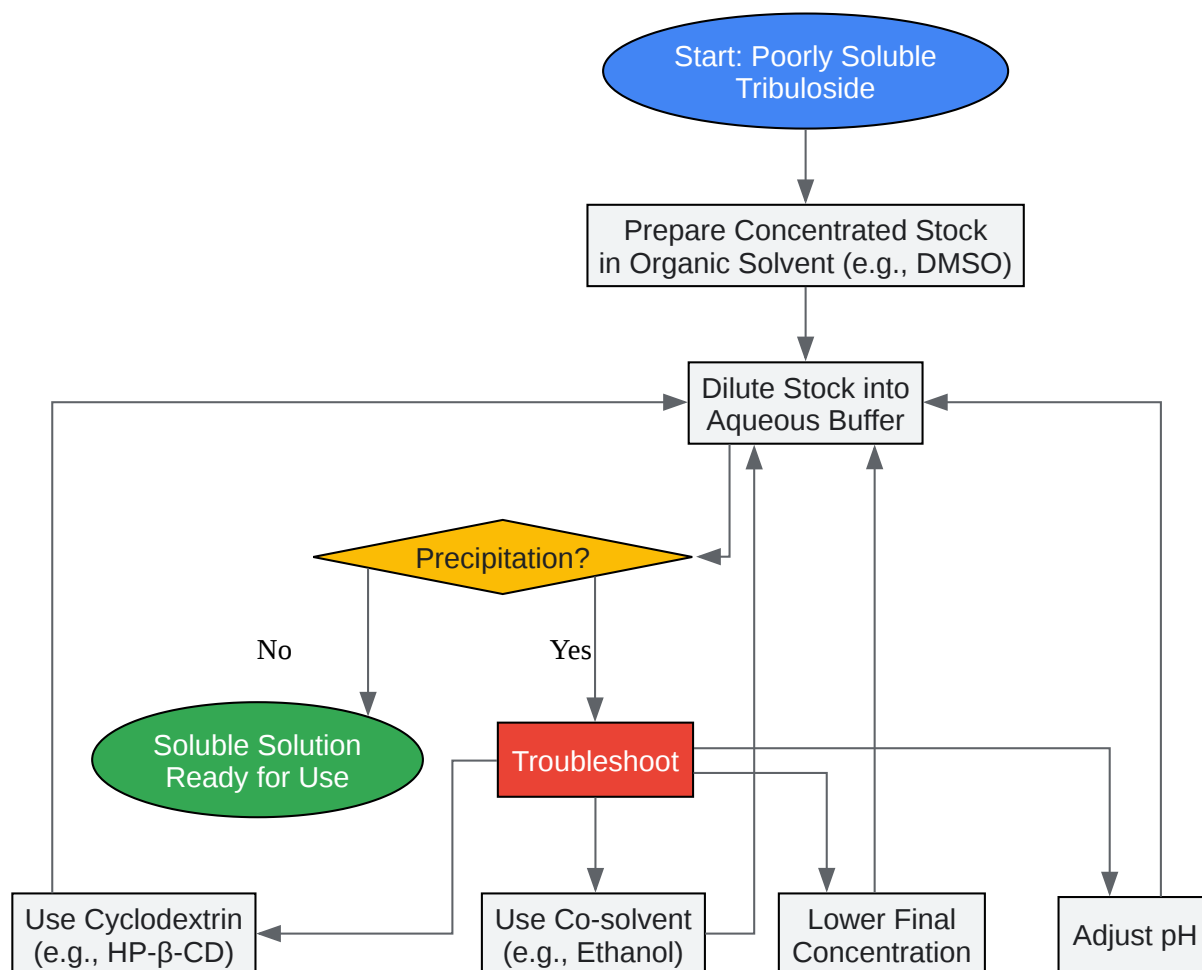 Start: Poorly Soluble
Tribuloside
Prepare Concentrated Stock
in Organic Solvent (e.g., DMSO)
Dilute Stock into
Aqueous Buffer
Precipitation?
No
Yes
Soluble Solution
Ready for Use
Troubleshoot
Use Cyclodextrin
(e.g., HP-β-CD)
Use Co-solvent
(e.g., Ethanol)
Lower Final
Concentration
Adjust pH